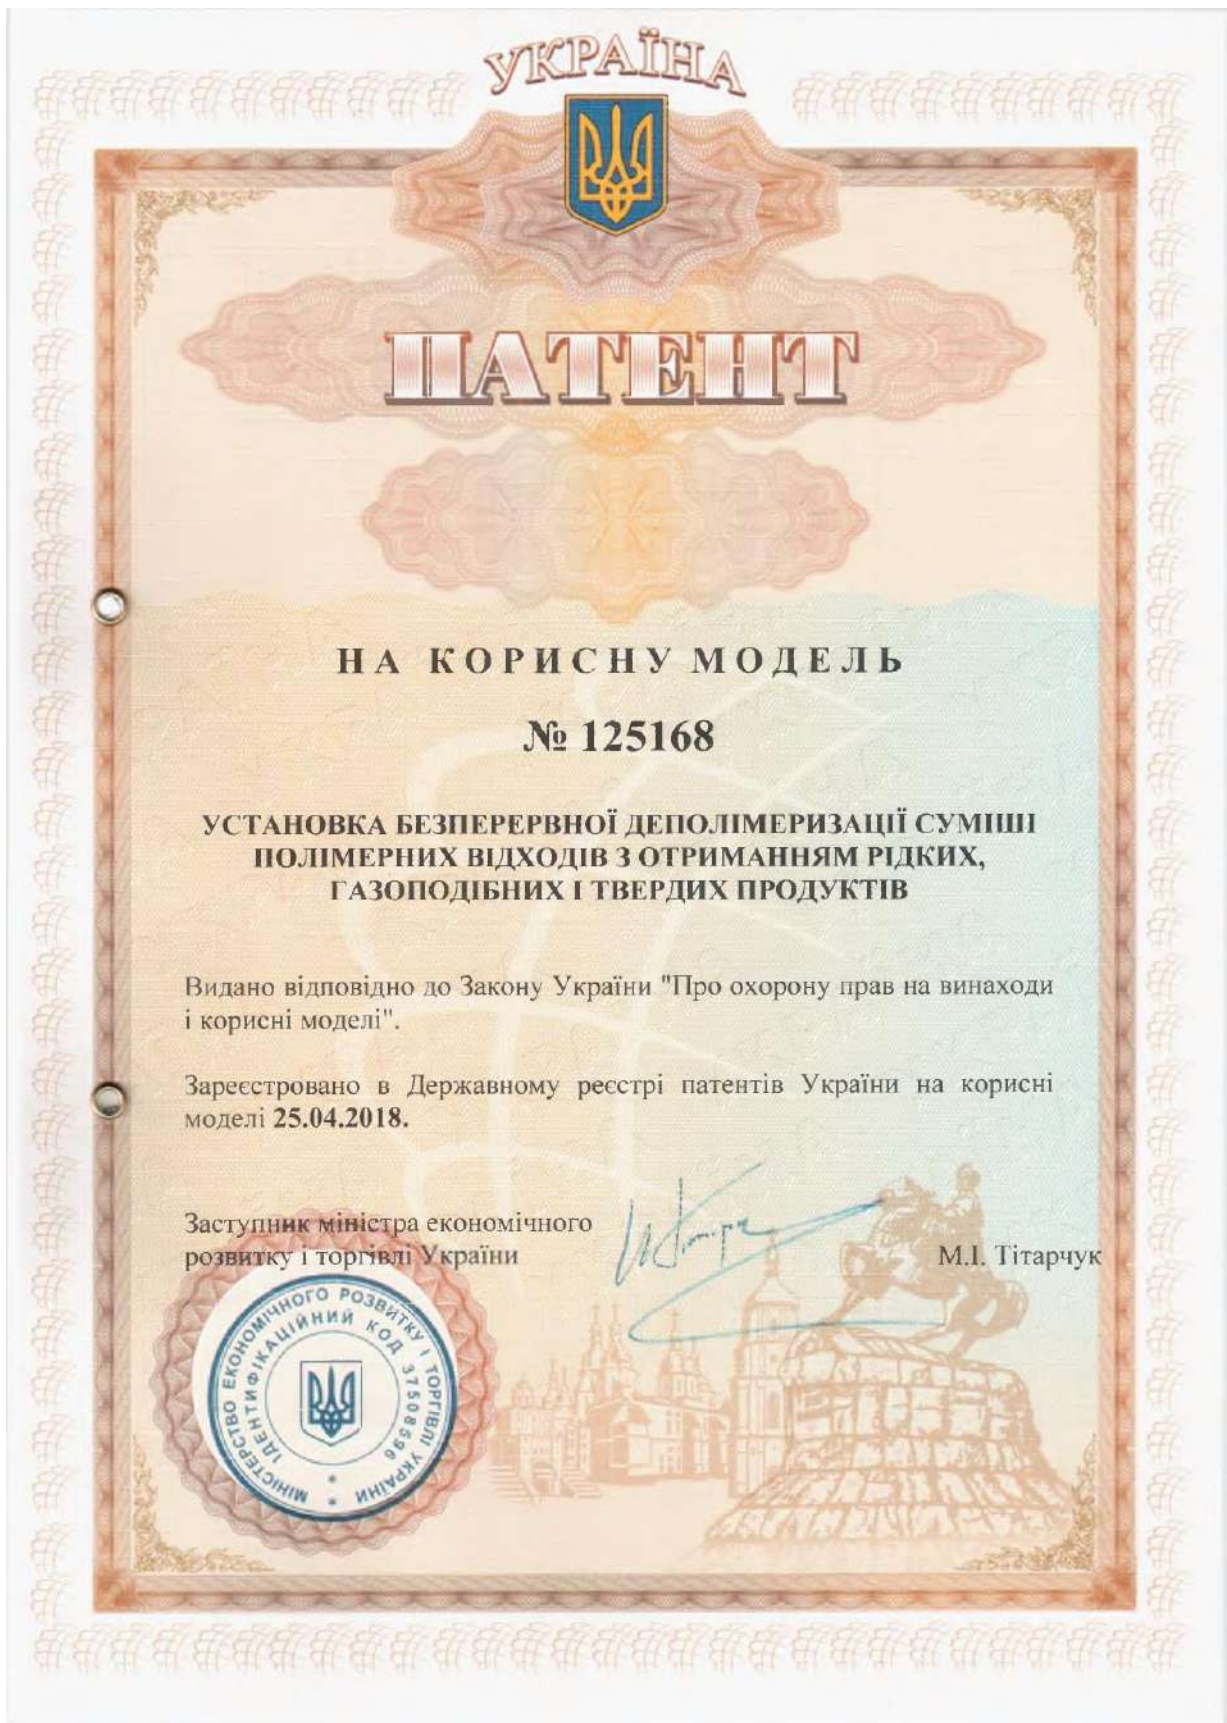 УКРАЇНА
ПАТЕНТ
НА КОРИСНУ МОДЕЛЬ
№ 125168
УСТАНОВКА БЕЗПЕРЕРВНОЇ ДЕПОЛІМЕРИЗАЦІЇ СУМІШІ
ПОЛІМЕРНИХ ВІДХОДІВ З ОТРИМАННЯМ РІДКИХ,
ГАЗОПОДІБНИХ І ТВЕРДИХ ПРОДУКТІВ
Видано відповідно до Закону України "Про охорону прав на винаходи
і корисні моделі".
Зареєстровано в Державному реєстрі патентів України на корисні
моделі 25.04.2018.
Заступник міністра економічного
розвитку і торгівлі України
М.І. Тітарчук
МІНІСТЕРСТВО ЕКОНОМІЧНОГО РОЗВИТКУ І ТОРГІВЛІ УКРАЇНИ *
ІДЕНТИФІКАЦІЙНИЙ КОД 37508596 *